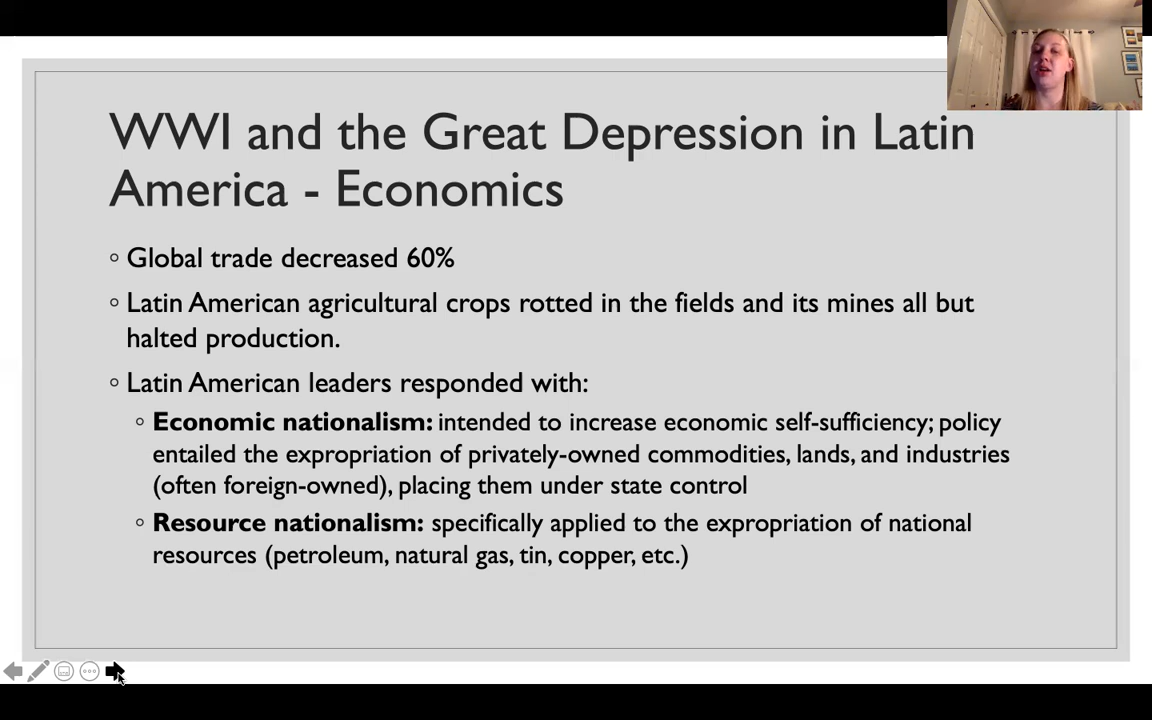 WWI and the Great Depression in Latin
America - Economics
◦ Global trade decreased 60%
◦ Latin American agricultural crops rotted in the fields and its mines all but
halted production.
◦ Latin American leaders responded with:
◦ Economic nationalism: intended to increase economic self-sufficiency; policy
entailed the expropriation of privately-owned commodities, lands, and industries
(often foreign-owned), placing them under state control
◦ Resource nationalism: specifically applied to the expropriation of national
resources (petroleum, natural gas, tin, copper, etc.)